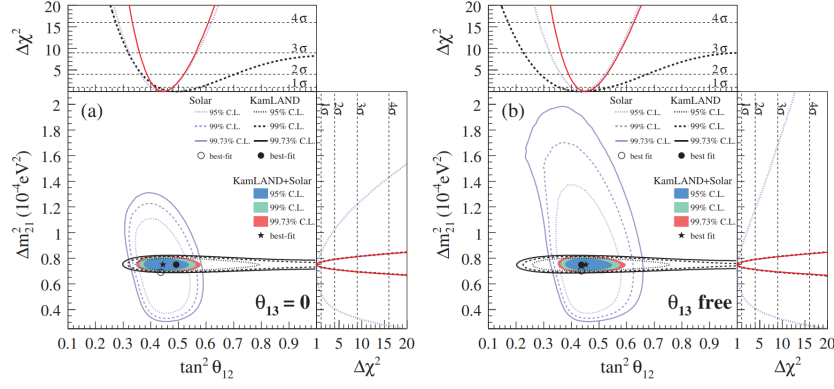 Δχ²
20
15
10
5
4σ
3σ
2σ
1σ
(a)
Solar
KamLAND
95% C.L.
95% C.L.
99% C.L.
99% C.L.
99.73% C.L.
99.73% C.L.
best-fit
best-fit
KamLAND+Solar
95% C.L.
99% C.L.
99.73% C.L.
best-fit
θ₁₃ = 0
1σ
2σ
3σ
4σ
Δm²₂₁ (10⁻⁴eV²)
2
1.8
1.6
1.4
1.2
1
0.8
0.6
0.4
0.1 0.2 0.3 0.4 0.5 0.6 0.7 0.8 0.9 1 5 10 15 20
tan² θ₁₂
Δχ²
Δχ²
20
15
10
5
4σ
3σ
2σ
1σ
(b)
Solar
KamLAND
95% C.L.
95% C.L.
99% C.L.
99% C.L.
99.73% C.L.
99.73% C.L.
best-fit
best-fit
KamLAND+Solar
95% C.L.
99% C.L.
99.73% C.L.
best-fit
θ₁₃ free
1σ
2σ
3σ
4σ
Δm²₂₁ (10⁻⁴eV²)
2
1.8
1.6
1.4
1.2
1
0.8
0.6
0.4
0.1 0.2 0.3 0.4 0.5 0.6 0.7 0.8 0.9 1 5 10 15 20
tan² θ₁₂
Δχ²